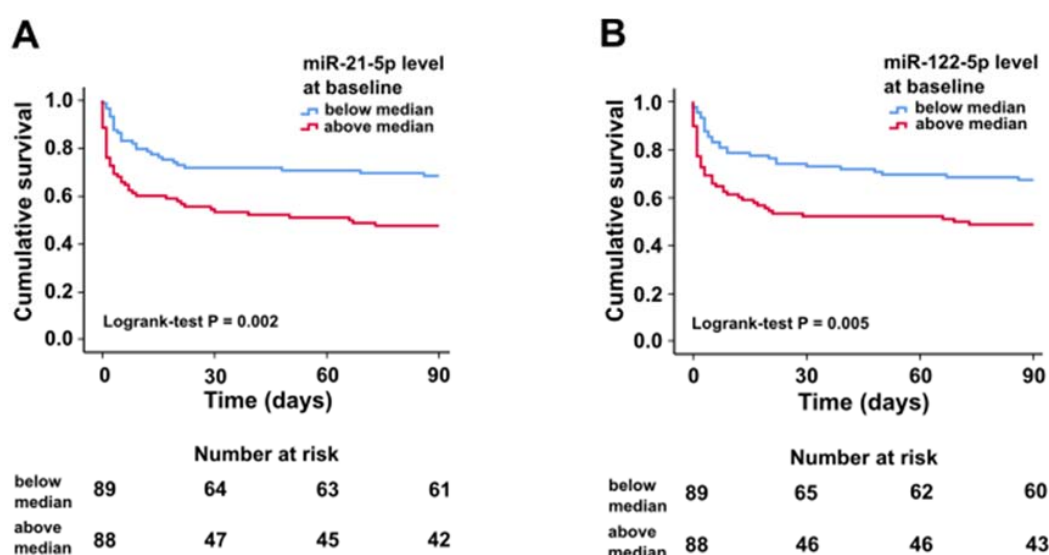 A
miR-21-5p level
at baseline
below median
above median
Cumulative survival
1.0
0.8
0.6
0.4
0.2
0.0
Logrank-test P = 0.002
0 30 60 90
Time (days)
Number at risk
below
median 89 64 63 61
above
median 88 47 45 42
B
miR-122-5p level
at baseline
below median
above median
Cumulative survival
1.0
0.8
0.6
0.4
0.2
0.0
Logrank-test P = 0.005
0 30 60 90
Time (days)
Number at risk
below
median 89 65 62 60
above
median 88 46 46 43